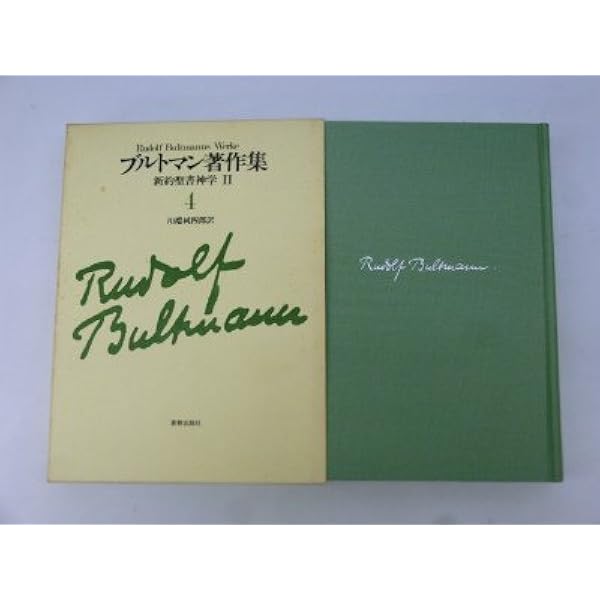 Rudolf Bultmanns Werke
ブルトマン著作集
新約聖書神学 II
4
川端純四郎訳
Rudolf
Bultmann
新教出版社
Rudolf Bultmann.